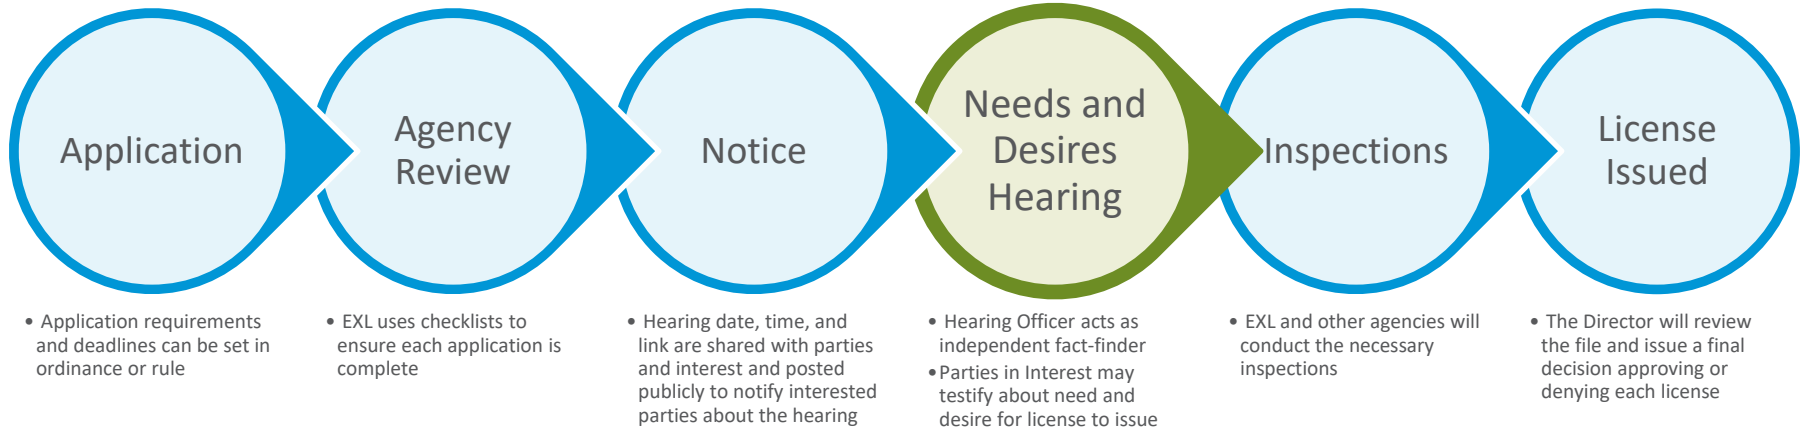 Application
Agency
Review
Notice
Needs and
Desires
Hearing
Inspections
License
Issued
• Application requirements
and deadlines can be set in
ordinance or rule
• EXL uses checklists to
ensure each application is
complete
• Hearing date, time, and
link are shared with parties
and interest and posted
publicly to notify interested
parties about the hearing
• Hearing Officer acts as
independent fact-finder
• Parties in Interest may
testify about need and
desire for license to issue
• EXL and other agencies will
conduct the necessary
inspections
• The Director will review
the file and issue a final
decision approving or
denying each license